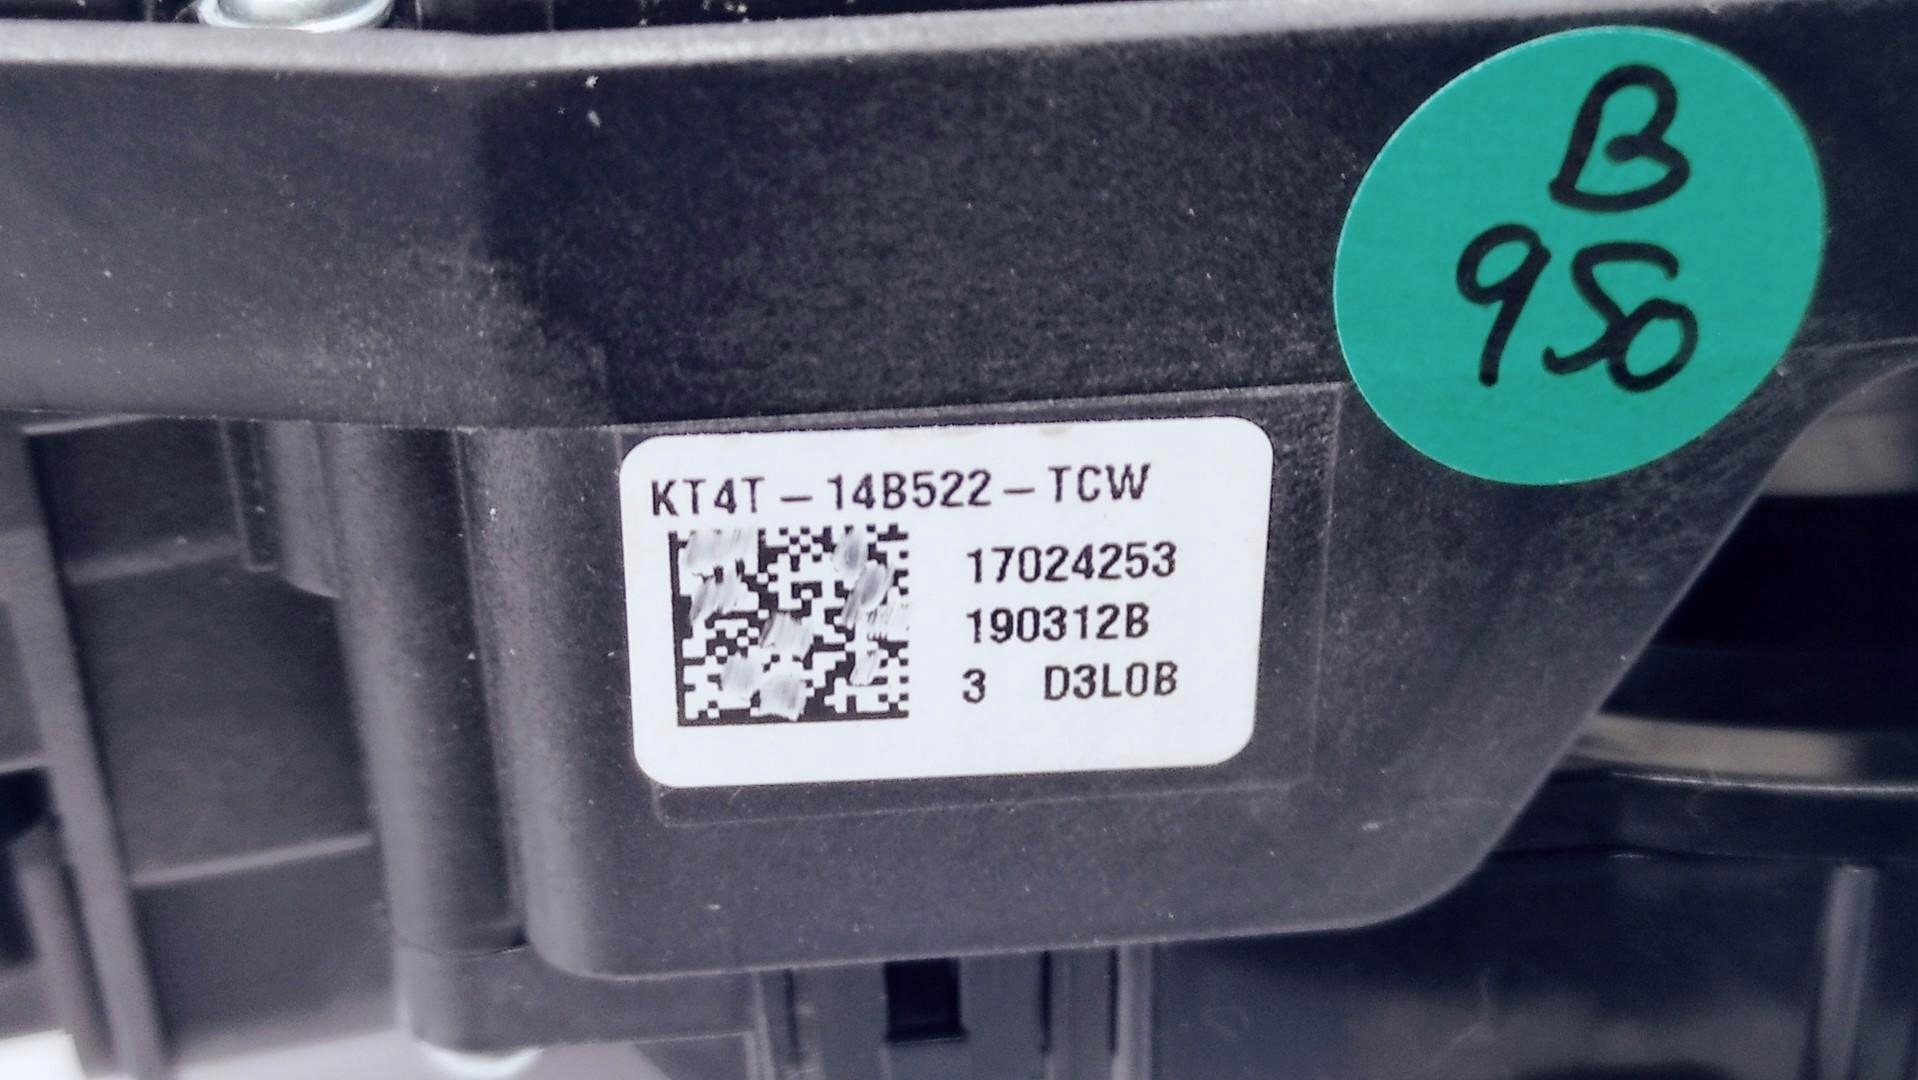 B
950
KT4T-14B522-TCW
17024253
190312B
3 D3L0B